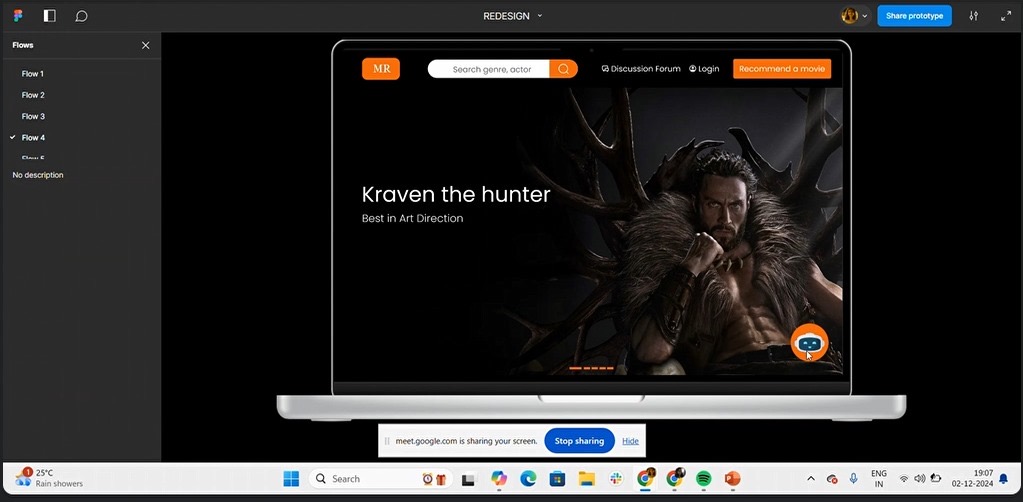 REDESIGN
Share prototype
Flows
Flow 1
Flow 2
Flow 3
Flow 4
Flow 5
No description
MR
Search genre, actor
Discussion Forum
Login
Recommend a movie
Kraven the hunter
Best in Art Direction
meet.google.com is sharing your screen.
Stop sharing
Hide
1
25°C
Rain showers
Search
ENG
IN
19:07
02-12-2024